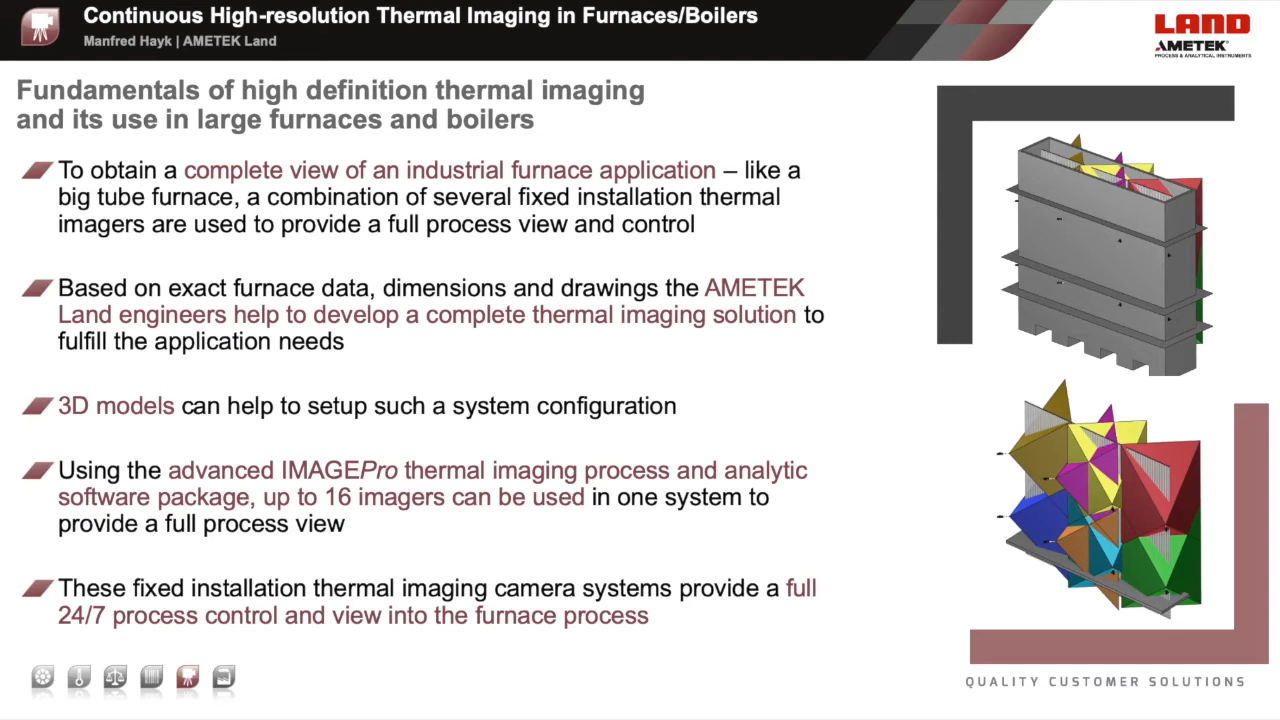 Continuous High-resolution Thermal Imaging in Furnaces/Boilers
Manfred Hayk | AMETEK Land
LAND
AMETEK®
PROCESS & ANALYTICAL INSTRUMENTS
Fundamentals of high definition thermal imaging
and its use in large furnaces and boilers
To obtain a complete view of an industrial furnace application – like a
big tube furnace, a combination of several fixed installation thermal
imagers are used to provide a full process view and control
Based on exact furnace data, dimensions and drawings the AMETEK
Land engineers help to develop a complete thermal imaging solution to
fulfill the application needs
3D models can help to setup such a system configuration
Using the advanced IMAGEPro thermal imaging process and analytic
software package, up to 16 imagers can be used in one system to
provide a full process view
These fixed installation thermal imaging camera systems provide a full
24/7 process control and view into the furnace process
QUALITY CUSTOMER SOLUTIONS